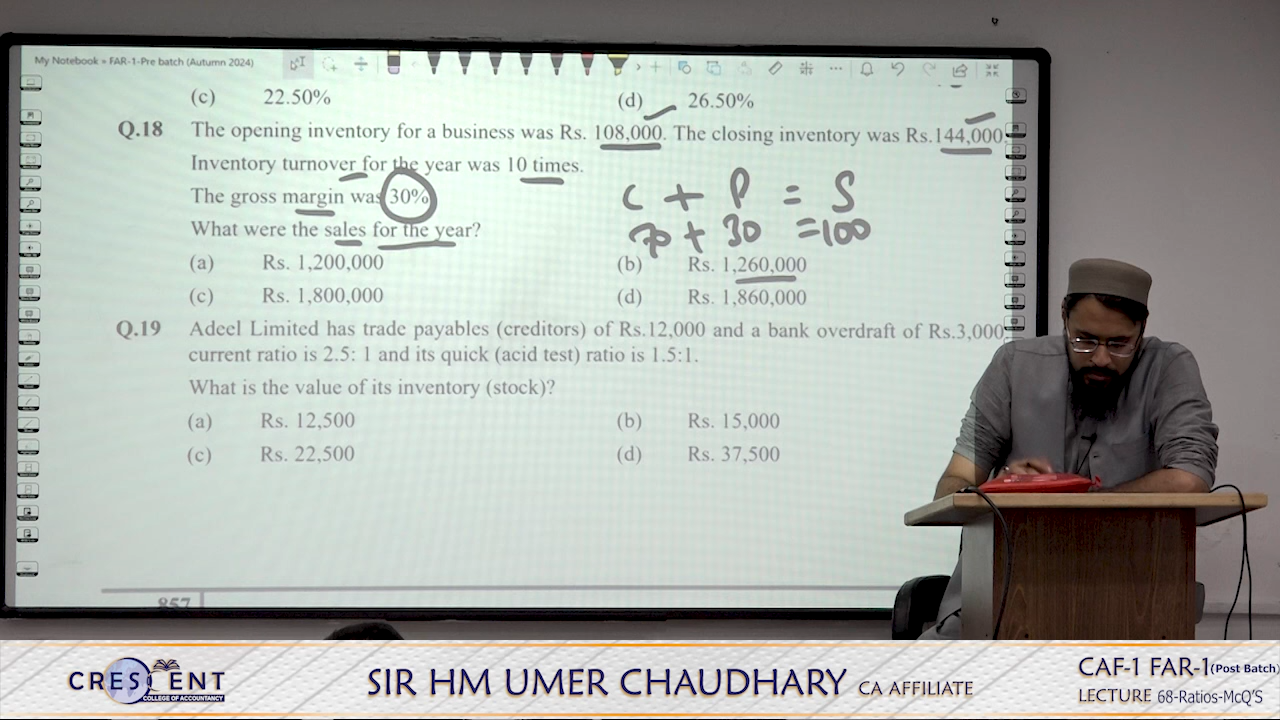 My Notebook » FAR-1-Pre batch (Autumn 2024)
(c) 22.50% (d) 26.50%
Q.18 The opening inventory for a business was Rs. 108,000. The closing inventory was Rs.144,000.
Inventory turnover for the year was 10 times.
The gross margin was 30%
C + P = S
What were the sales for the year?
70 + 30 = 100
(a) Rs. 1,200,000 (b) Rs. 1,260,000
(c) Rs. 1,800,000 (d) Rs. 1,860,000
Q.19 Adeel Limited has trade payables (creditors) of Rs.12,000 and a bank overdraft of Rs.3,000
current ratio is 2.5: 1 and its quick (acid test) ratio is 1.5:1.
What is the value of its inventory (stock)?
(a) Rs. 12,500 (b) Rs. 15,000
(c) Rs. 22,500 (d) Rs. 37,500
857
CRESCENT
COLLEGE OF ACCOUNTANCY
SIR HM UMER CHAUDHARY CA AFFILIATE
CAF-1 FAR-1 (Post Batch)
LECTURE 68-Ratios-McQ'S